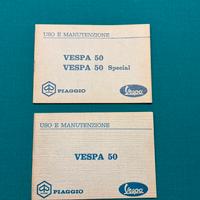 USO E MANUTENZIONE
VESPA 50
VESPA 50 Special
PIAGGIO
Vespa
USO E MANUTENZIONE
VESPA 50
PIAGGIO
Vespa